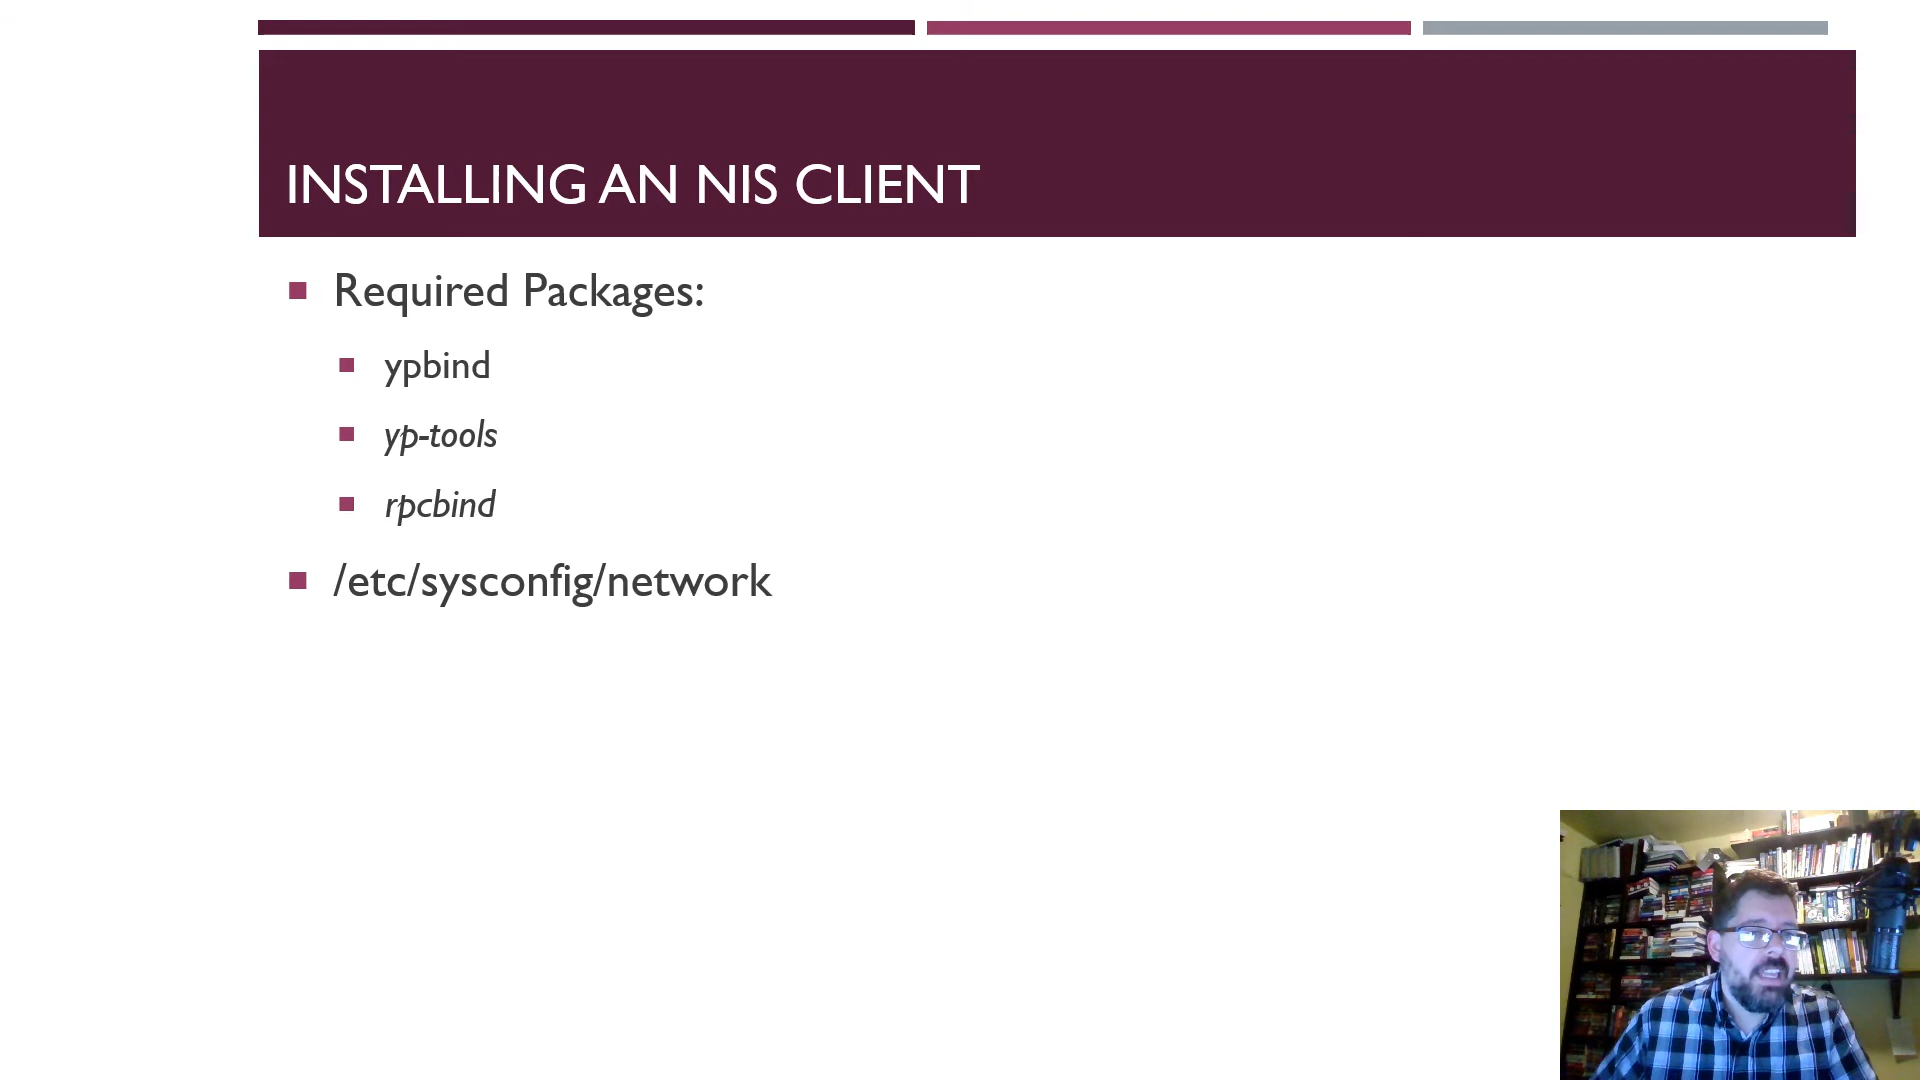 INSTALLING AN NIS CLIENT
Required Packages:
ypbind
yp-tools
rpcbind
/etc/sysconfig/network